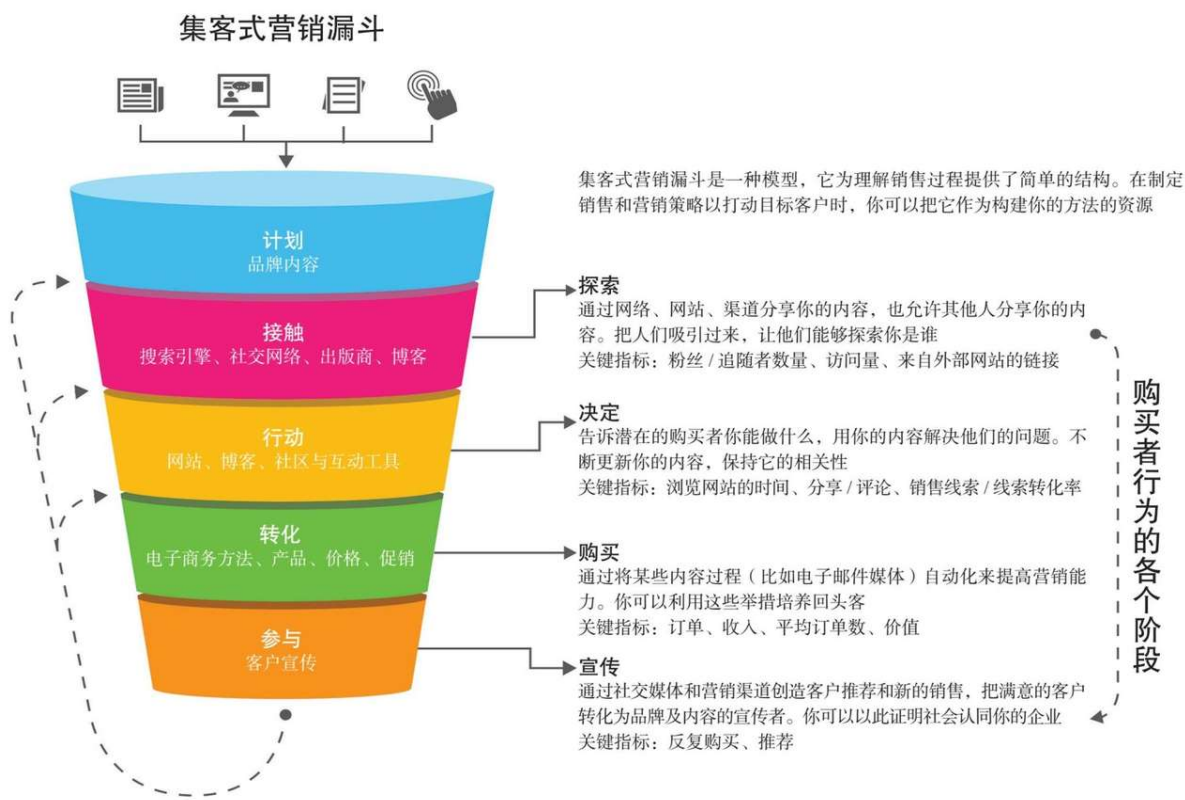 集客式营销漏斗
集客式营销漏斗是一种模型，它为理解销售过程提供了简单的结构。在制定
销售和营销策略以打动目标客户时，你可以把它作为构建你的方法的资源
计划
品牌内容
接触
搜索引擎、社交网络、出版商、博客
行动
网站、博客、社区与互动工具
转化
电子商务方法、产品、价格、促销
参与
客户宣传
探索
通过网络、网站、渠道分享你的内容，也允许其他人分享你的内
容。把人们吸引过来，让他们能够探索你是谁
关键指标：粉丝/追随者数量、访问量、来自外部网站的链接
决定
告诉潜在的购买者你能做什么，用你的内容解决他们的问题。不
断更新你的内容，保持它的相关性
关键指标：浏览网站的时间、分享/评论、销售线索/线索转化率
购买
通过将某些内容过程（比如电子邮件媒体）自动化来提高营销能
力。你可以利用这些举措培养回头客
关键指标：订单、收入、平均订单数、价值
宣传
通过社交媒体和营销渠道创造客户推荐和新的销售，把满意的客户
转化为品牌及内容的宣传者。你可以以此证明社会认同你的企业
关键指标：反复购买、推荐
购买者行为的各个阶段